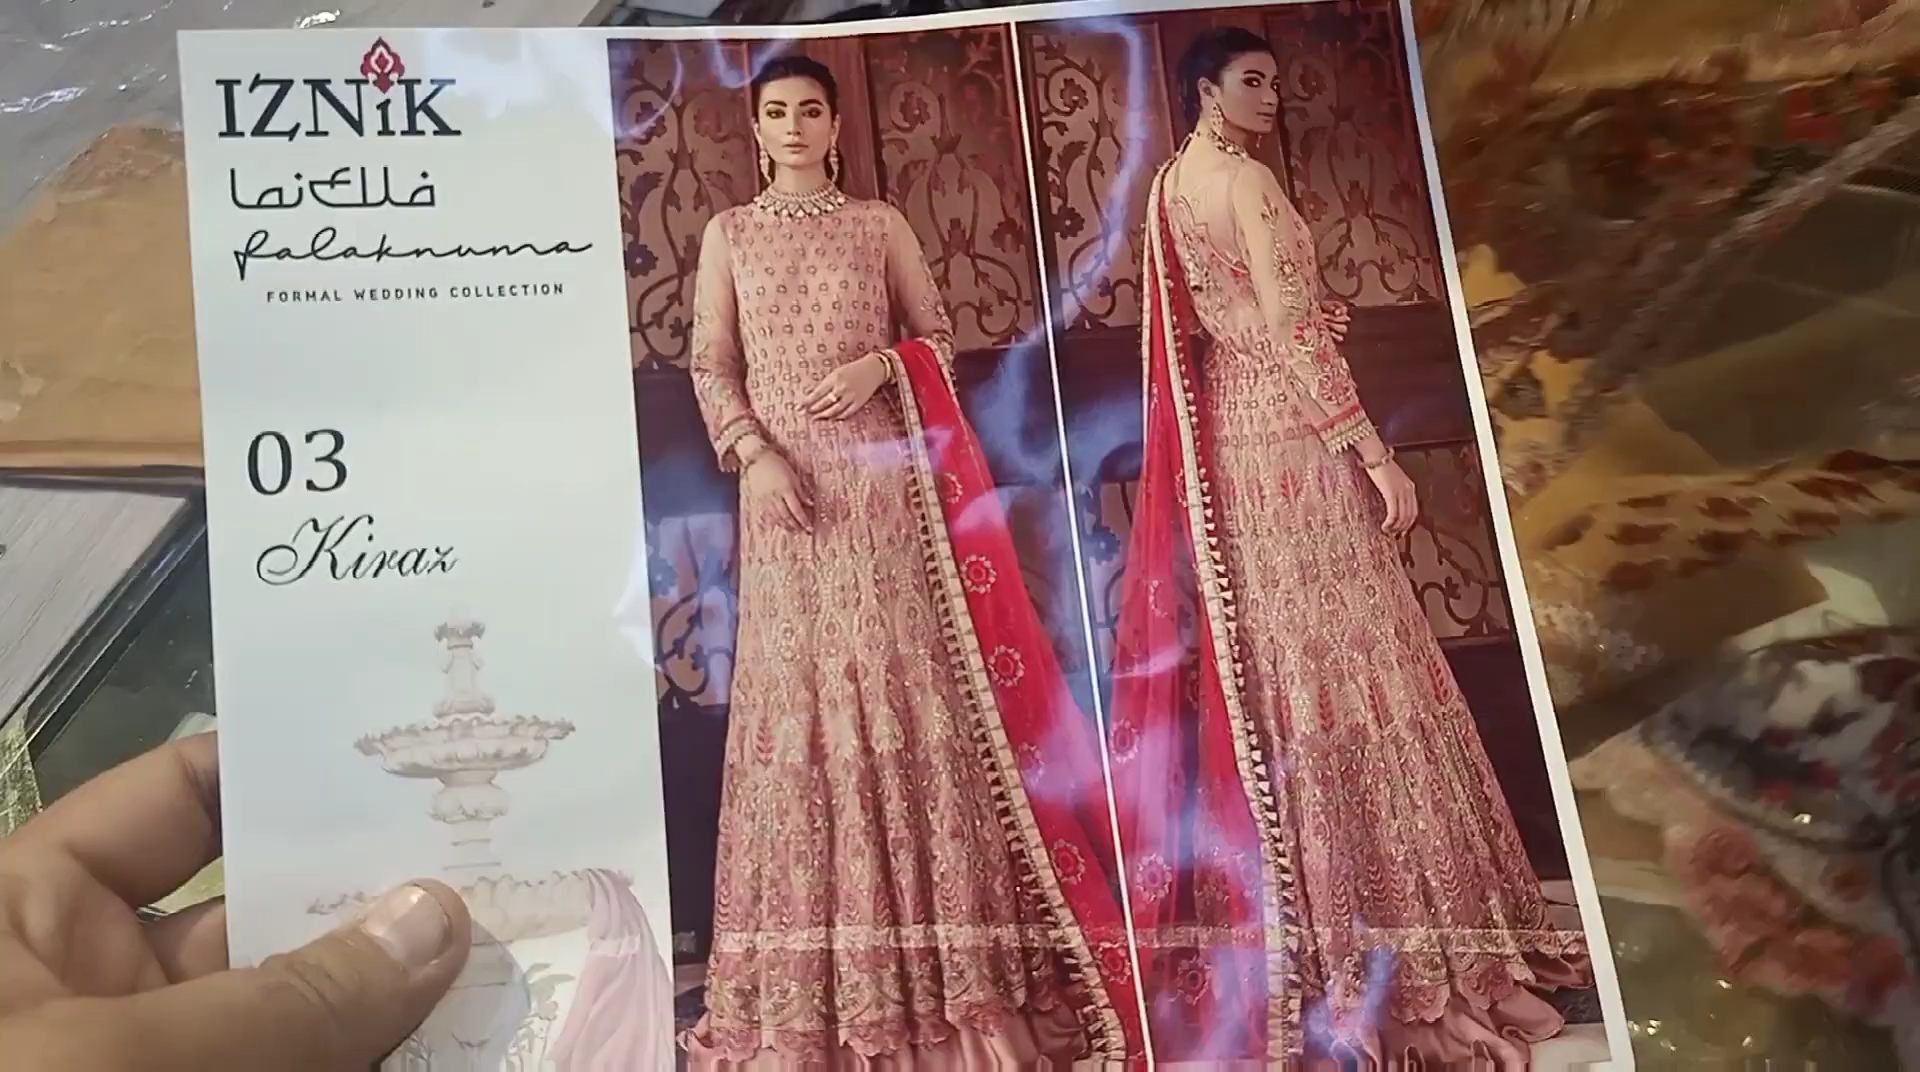 IZNiK
فلک نما
falaknuma
FORMAL WEDDING COLLECTION
03
Kiraz